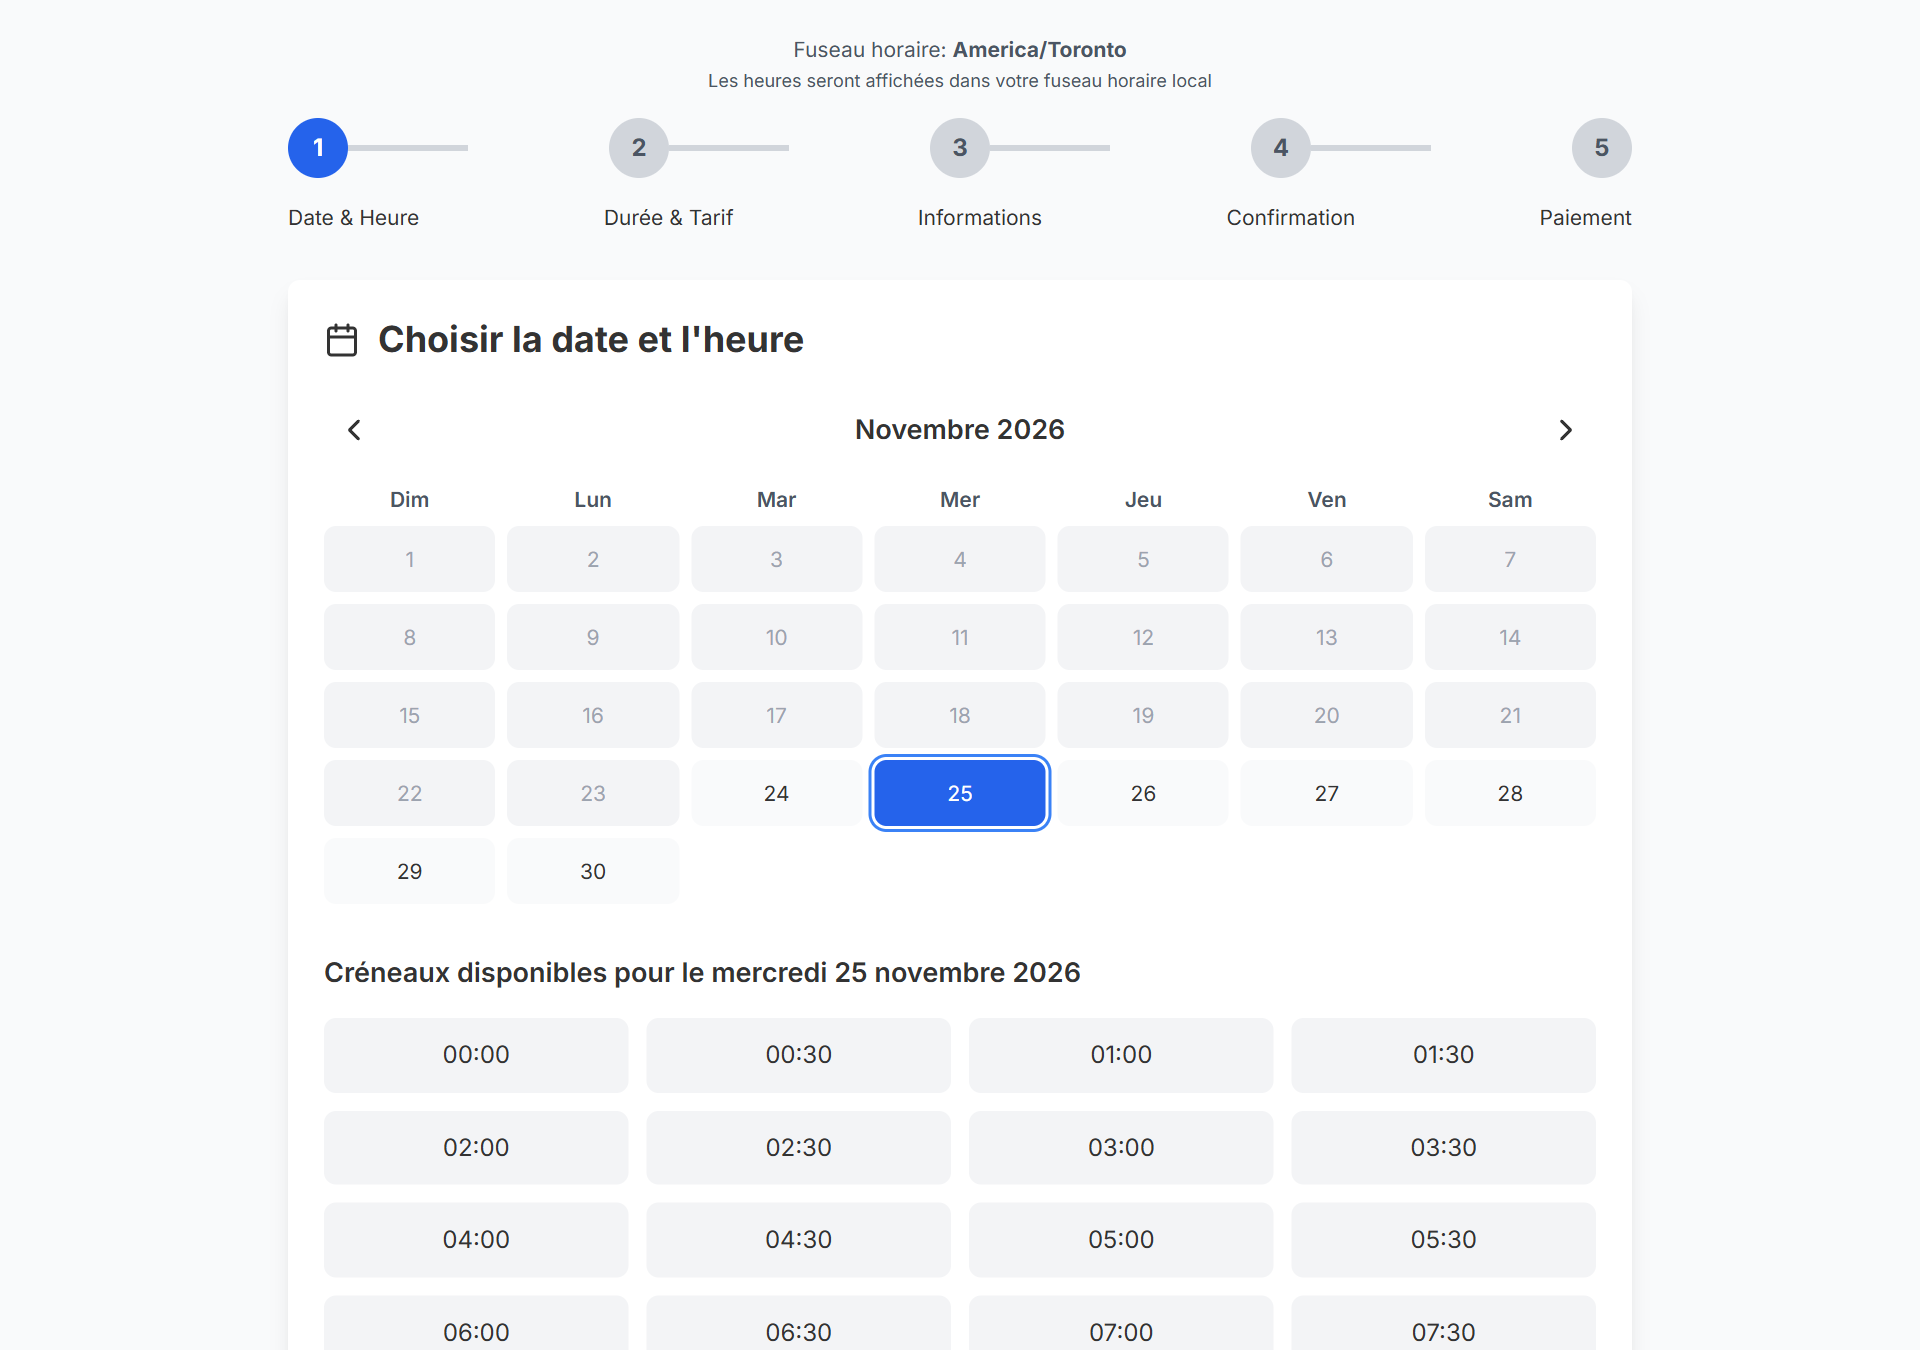 Fuseau horaire: America/Toronto
Les heures seront affichées dans votre fuseau horaire local
1 2 3 4 5
Date & Heure Durée & Tarif Informations Confirmation Paiement
Choisir la date et l'heure
Novembre 2026
Dim Lun Mar Mer Jeu Ven Sam
1 2 3 4 5 6 7
8 9 10 11 12 13 14
15 16 17 18 19 20 21
22 23 24 25 26 27 28
29 30
Créneaux disponibles pour le mercredi 25 novembre 2026
00:00 00:30 01:00 01:30
02:00 02:30 03:00 03:30
04:00 04:30 05:00 05:30
06:00 06:30 07:00 07:30